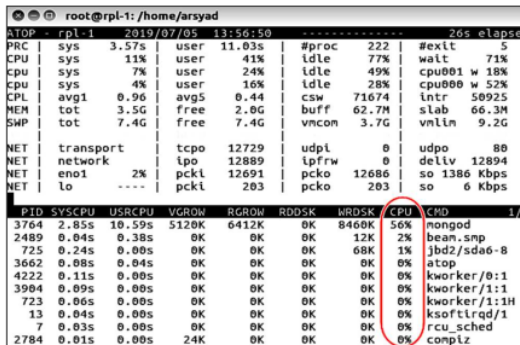 root@rpl-1: /home/arsyad
ATOP - rpl-1 2019/07/05 13:56:50 -------------- 26s elapse
PRC | sys 3.57s | user 11.03s | #proc 222 | #exit 5
CPU | sys 11% | user 41% | idle 77% | wait 71%
cpu | sys 7% | user 24% | idle 49% | cpu001 w 18%
cpu | sys 4% | user 16% | idle 28% | cpu000 w 52%
CPL | avg1 0.96 | avg5 0.44 | csw 71674 | intr 50925
MEM | tot 3.5G | free 2.0G | buff 62.7M | slab 66.3M
SWP | tot 7.4G | free 7.4G | vmcom 3.7G | vmlim 9.2G
NET | transport | tcpo 12729 | udpi 0 | udpo 80
NET | network | ipo 12889 | ipfrw 0 | deliv 12894
NET | eno1 2% | pcki 12691 | pcko 12686 | so 1386 Kbps
NET | lo ---- | pcki 203 | pcko 203 | so 6 Kbps
PID SYSCPU USRCPU VGROW RGROW RDDSK WRDSK CPU CMD 1/
3764 2.85s 10.59s 5120K 6412K 0K 8460K 56% mongod
2489 0.04s 0.38s 0K 0K 0K 12K 2% beam.smp
725 0.24s 0.00s 0K 0K 0K 68K 1% jbd2/sda6-8
3662 0.08s 0.04s 0K 0K 0K 0K 0% atop
4222 0.11s 0.00s 0K 0K 0K 0K 0% kworker/0:1
3904 0.09s 0.00s 0K 0K 0K 0K 0% kworker/1:1
723 0.06s 0.00s 0K 0K 0K 0K 0% kworker/1:1H
13 0.04s 0.00s 0K 0K 0K 0K 0% ksoftirqd/1
7 0.03s 0.00s 0K 0K 0K 0K 0% rcu_sched
2784 0.01s 0.00s 24K 0K 0K 0K 0% compiz